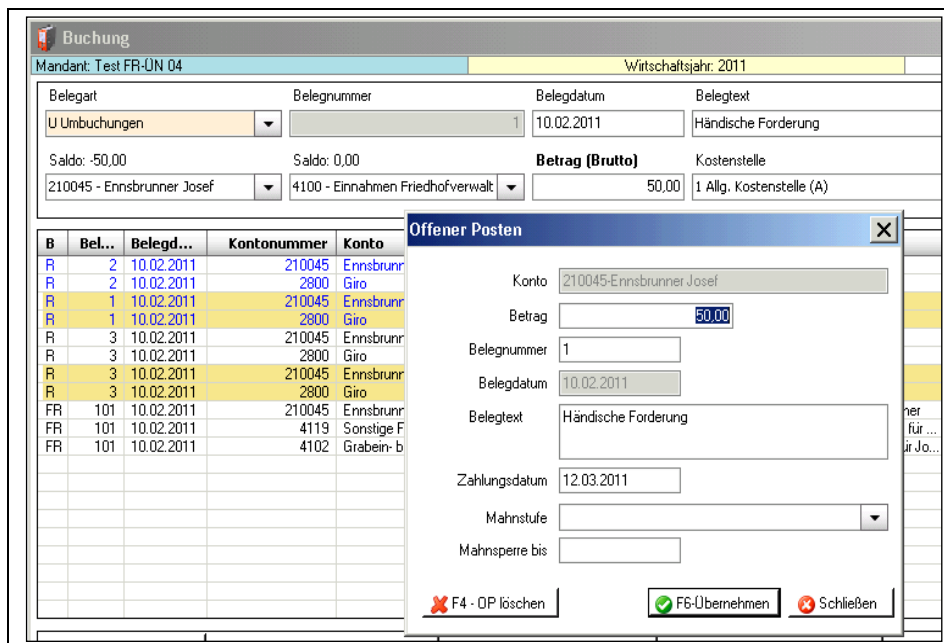 Buchung
Mandant: Test FR-ÜN 04 Wirtschaftsjahr: 2011
Belegart Belegnummer Belegdatum Belegtext
U Umbuchungen 1 10.02.2011 Händische Forderung
Saldo: -50,00 Saldo: 0,00 Betrag (Brutto) Kostenstelle
210045 - Ennsbrunner Josef 4100 - Einnahmen Friedhofverwalt 50,00 1 Allg. Kostenstelle (A)
B Bel... Belegd... Kontonummer Konto
R 2 10.02.2011 210045 Ennsbrunr
R 2 10.02.2011 2800 Giro
R 1 10.02.2011 210045 Ennsbrunr
R 1 10.02.2011 2800 Giro
R 3 10.02.2011 210045 Ennsbrunr
R 3 10.02.2011 2800 Giro
R 3 10.02.2011 210045 Ennsbrunr
R 3 10.02.2011 2800 Giro
FR 101 10.02.2011 210045 Ennsbrunr ner
FR 101 10.02.2011 4119 Sonstige F für ...
FR 101 10.02.2011 4102 Grabein- b ür Jo...
Offener Posten
Konto 210045-Ennsbrunner Josef
Betrag 50,00
Belegnummer 1
Belegdatum 10.02.2011
Belegtext Händische Forderung
Zahlungsdatum 12.03.2011
Mahnstufe
Mahnsperre bis
F4 - OP löschen F6-Übernehmen Schließen